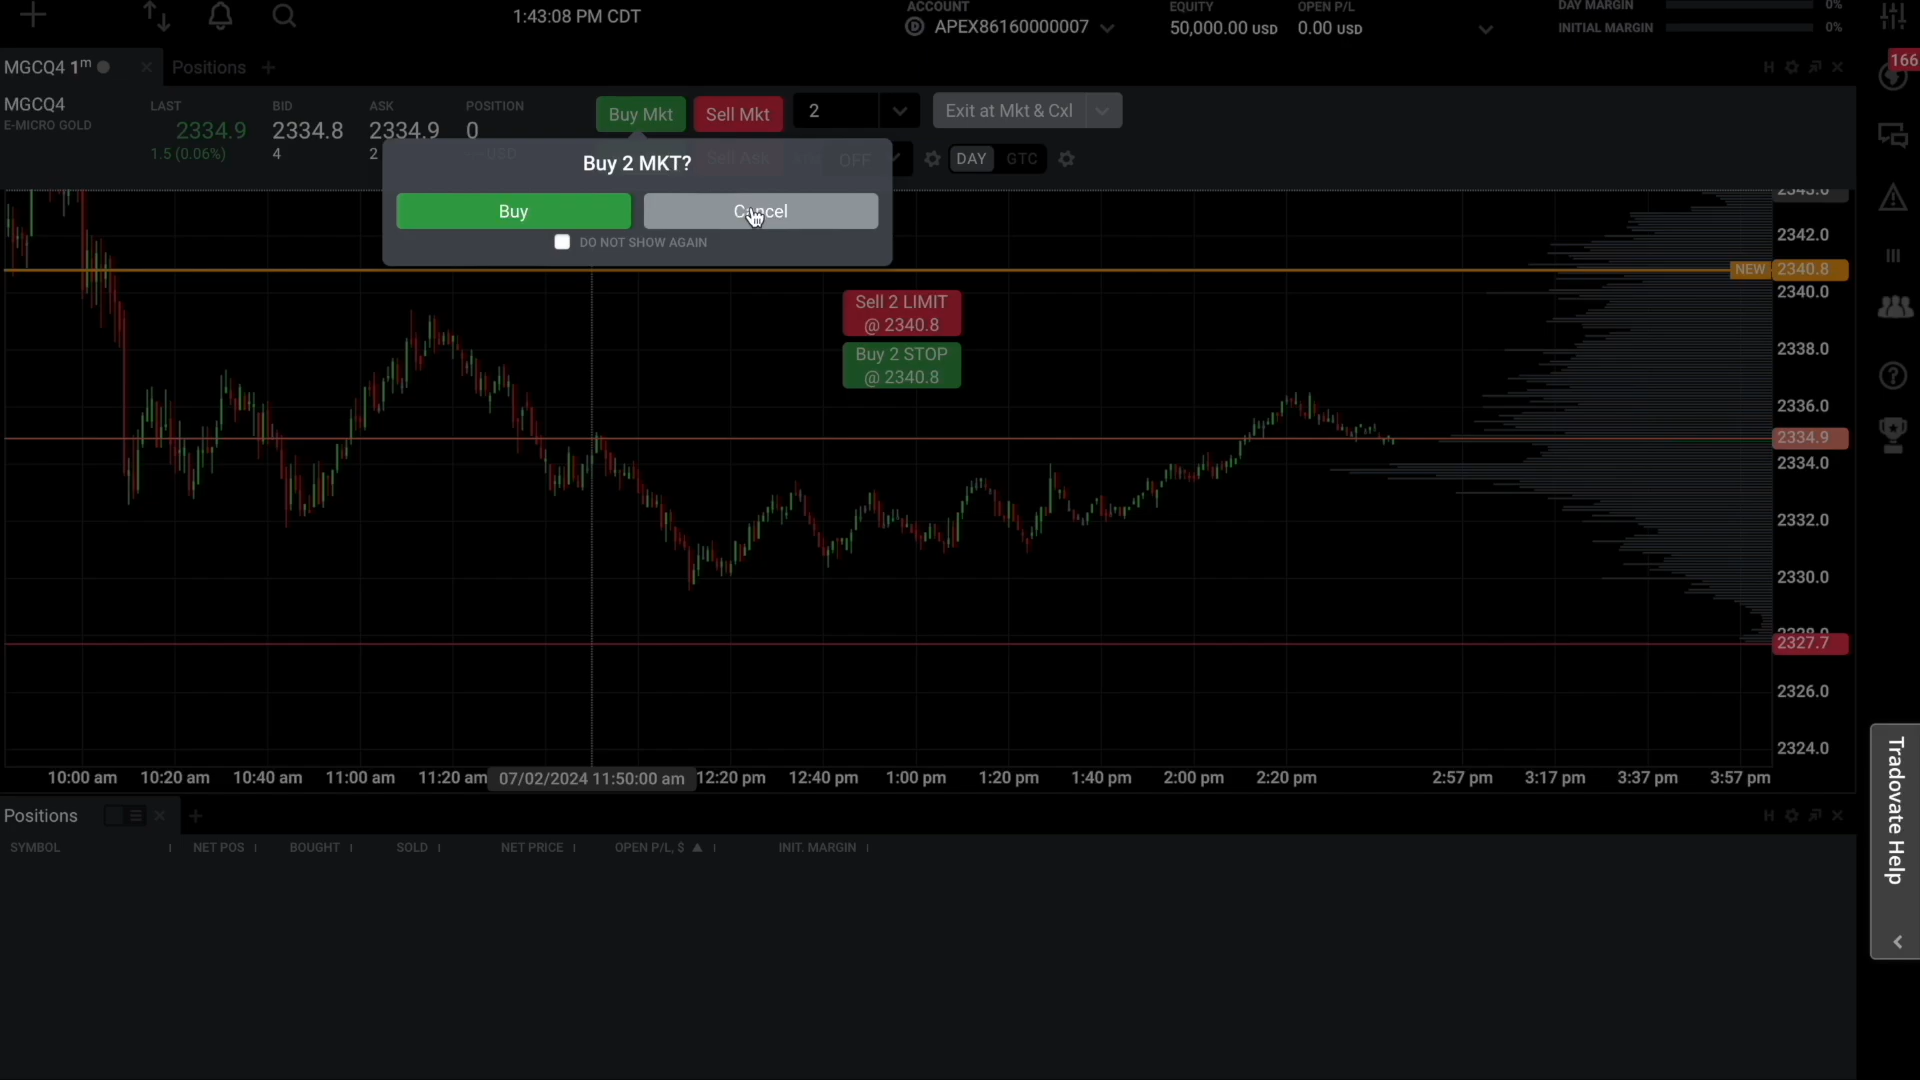 1:43:08 PM CDT
ACCOUNT
APEX86160000007
EQUITY
50,000.00 USD
OPEN P/L
0.00 USD
DAY MARGIN 0%
INITIAL MARGIN 0%
166
MGCQ4 1m
Positions
H
MGCQ4
E-MICRO GOLD
LAST
2334.9
1.5 (0.06%)
BID
2334.8
4
ASK
2334.9
2
POSITION
0
USD
Buy Mkt
Sell Mkt
2
Exit at Mkt & Cxl
Sell Ask
OFF
DAY
GTC
Buy 2 MKT?
Buy
Cancel
DO NOT SHOW AGAIN
Sell 2 LIMIT
@ 2340.8
Buy 2 STOP
@ 2340.8
2343.6
2342.0
NEW 2340.8
2340.0
2338.0
2336.0
2334.9
2334.0
2332.0
2330.0
2328.0
2327.7
2326.0
2324.0
10:00 am 10:20 am 10:40 am 11:00 am 11:20 am 07/02/2024 11:50:00 am 12:20 pm 12:40 pm 1:00 pm 1:20 pm 1:40 pm 2:00 pm 2:20 pm 2:57 pm 3:17 pm 3:37 pm 3:57 pm
Tradovate Help
Positions
H
SYMBOL NET POS BOUGHT SOLD NET PRICE OPEN P/L, $ ▲ INIT. MARGIN